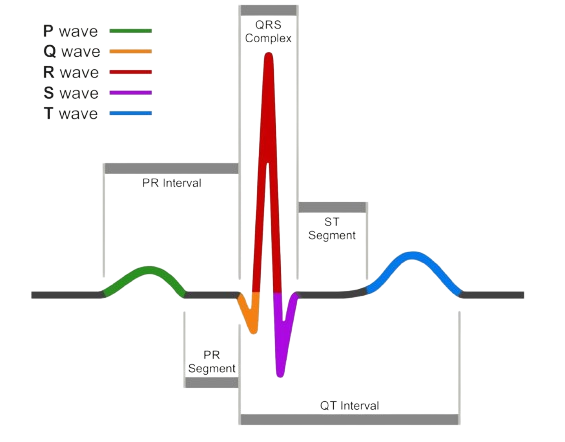 QRS
Complex
P wave
Q wave
R wave
S wave
T wave
PR Interval
ST
Segment
PR
Segment
QT Interval